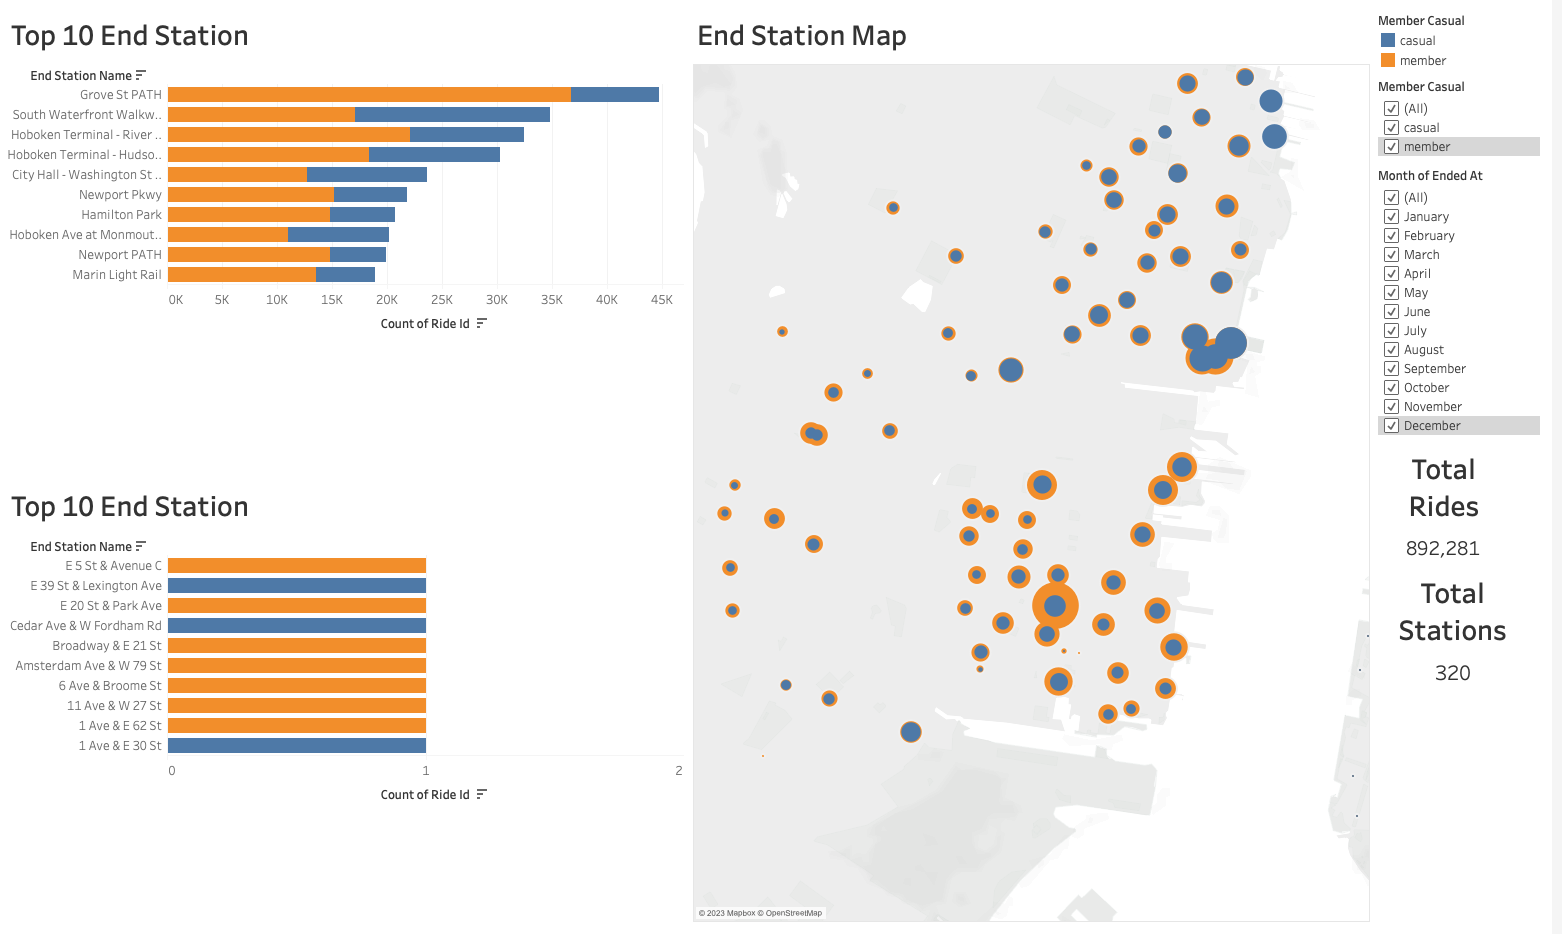 Top 10 End Station
End Station Name
Grove St PATH
South Waterfront Walkw..
Hoboken Terminal - River ..
Hoboken Terminal - Hudso..
City Hall - Washington St ..
Newport Pkwy
Hamilton Park
Hoboken Ave at Monmout..
Newport PATH
Marin Light Rail
0K 5K 10K 15K 20K 25K 30K 35K 40K 45K
Count of Ride Id
Top 10 End Station
End Station Name
E 5 St & Avenue C
E 39 St & Lexington Ave
E 20 St & Park Ave
Cedar Ave & W Fordham Rd
Broadway & E 21 St
Amsterdam Ave & W 79 St
6 Ave & Broome St
11 Ave & W 27 St
1 Ave & E 62 St
1 Ave & E 30 St
0 1 2
Count of Ride Id
End Station Map
© 2023 Mapbox © OpenStreetMap
Member Casual
casual
member
Member Casual
(All)
casual
member
Month of Ended At
(All)
January
February
March
April
May
June
July
August
September
October
November
December
Total
Rides
892,281
Total
Stations
320